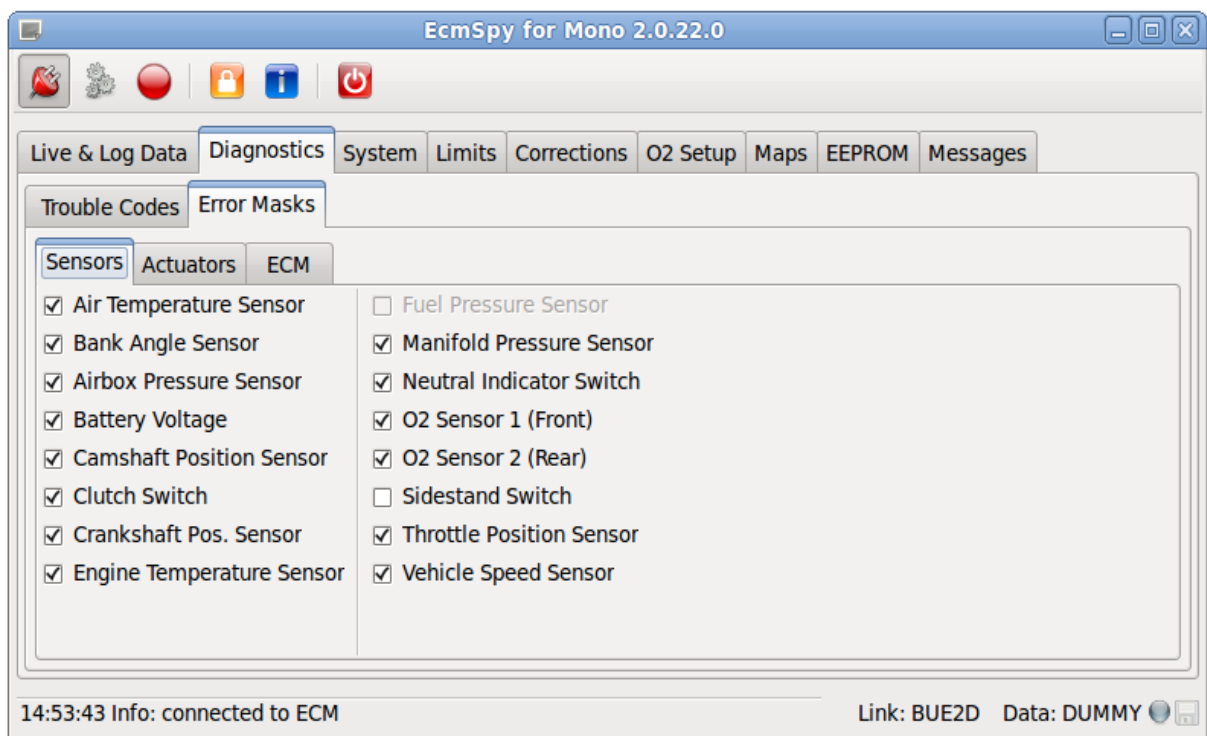 EcmSpy for Mono 2.0.22.0
Live & Log Data Diagnostics System Limits Corrections O2 Setup Maps EEPROM Messages
Trouble Codes Error Masks
Sensors Actuators ECM
Air Temperature Sensor
Bank Angle Sensor
Airbox Pressure Sensor
Battery Voltage
Camshaft Position Sensor
Clutch Switch
Crankshaft Pos. Sensor
Engine Temperature Sensor
Fuel Pressure Sensor
Manifold Pressure Sensor
Neutral Indicator Switch
O2 Sensor 1 (Front)
O2 Sensor 2 (Rear)
Sidestand Switch
Throttle Position Sensor
Vehicle Speed Sensor
14:53:43 Info: connected to ECM Link: BUE2D Data: DUMMY